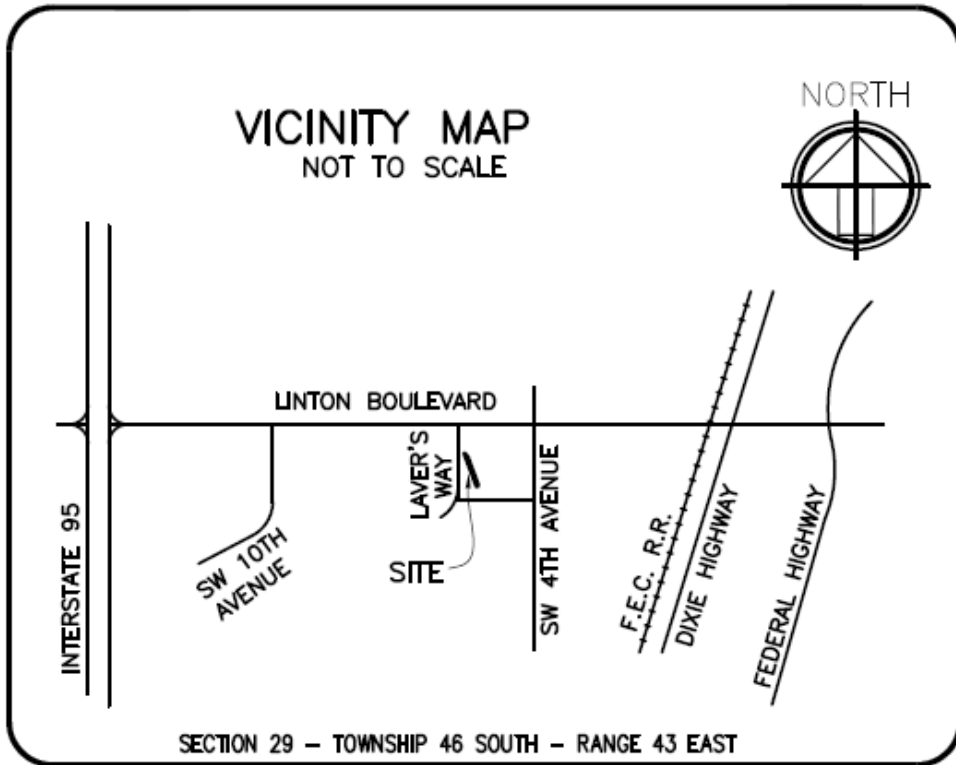 NORTH
VICINITY MAP
NOT TO SCALE
LINTON BOULEVARD
LAVER'S
WAY
SITE
SW 10TH
AVENUE
INTERSTATE 95
SW 4TH AVENUE
F.E.C. R.R.
DIXIE HIGHWAY
FEDERAL HIGHWAY
SECTION 29 – TOWNSHIP 46 SOUTH – RANGE 43 EAST